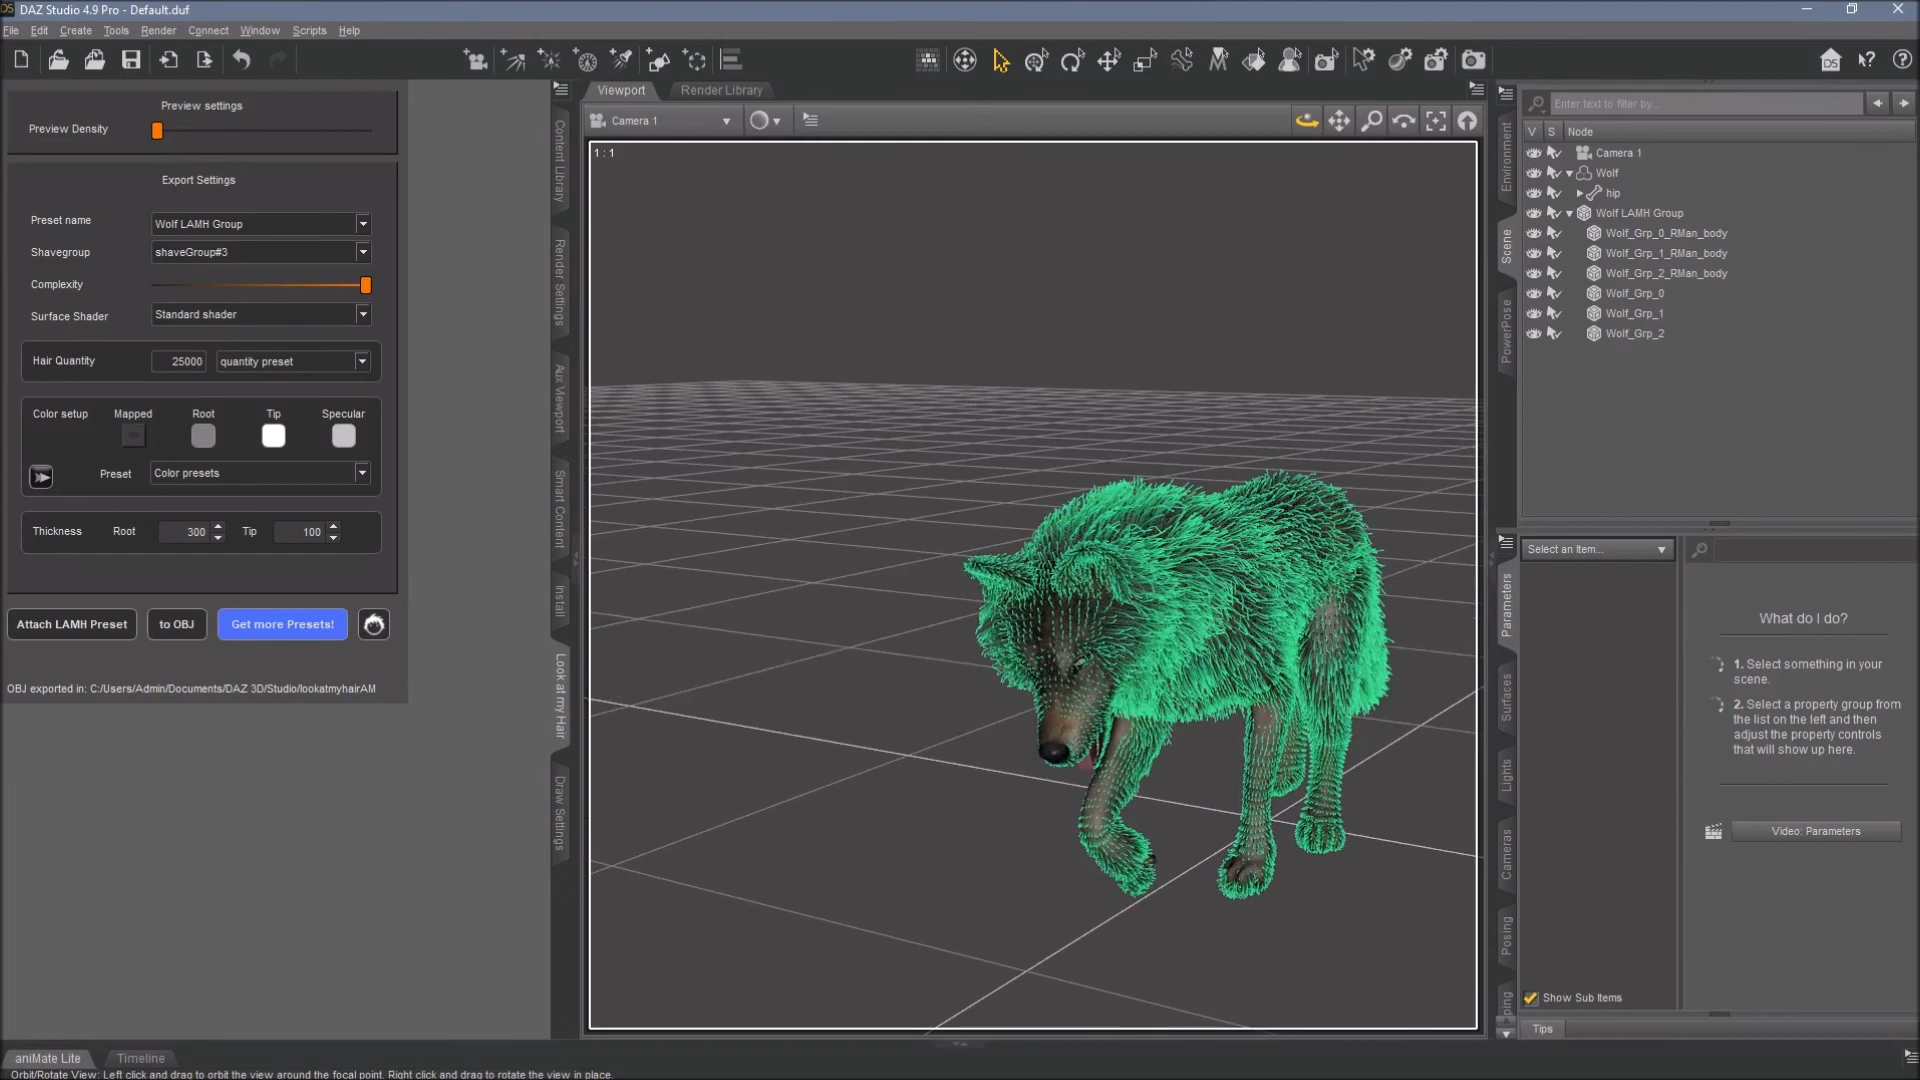 DAZ Studio 4.9 Pro - Default.duf
File Edit Create Tools Render Connect Window Scripts Help
Preview settings
Preview Density
Export Settings
Preset name Wolf LAMH Group
Shavegroup shaveGroup#3
Complexity
Surface Shader Standard shader
Hair Quantity 25000 quantity preset
Color setup Mapped Root Tip Specular
Preset Color presets
Thickness Root 300 Tip 100
Attach LAMH Preset to OBJ Get more Presets!
OBJ exported in: C:/Users/Admin/Documents/DAZ 3D/Studio/lookatmyhairAM
Content Library
Render Settings
Aux Viewport
Smart Content
Install
Look at my Hair
Draw Settings
Viewport Render Library
Camera 1
1 : 1
Environment
Scene
PowerPose
Enter text to filter by...
V S Node
Camera 1
Wolf
hip
Wolf LAMH Group
Wolf_Grp_0_RMan_body
Wolf_Grp_1_RMan_body
Wolf_Grp_2_RMan_body
Wolf_Grp_0
Wolf_Grp_1
Wolf_Grp_2
Parameters
Surfaces
Lights
Cameras
Posing
Select an Item...
What do I do?
1. Select something in your
scene.
2. Select a property group from
the list on the left and then
adjust the property controls
that will show up here.
Video: Parameters
Show Sub Items
Tips
aniMate Lite Timeline
Orbit/Rotate View: Left click and drag to orbit the view around the focal point. Right click and drag to rotate the view in place.